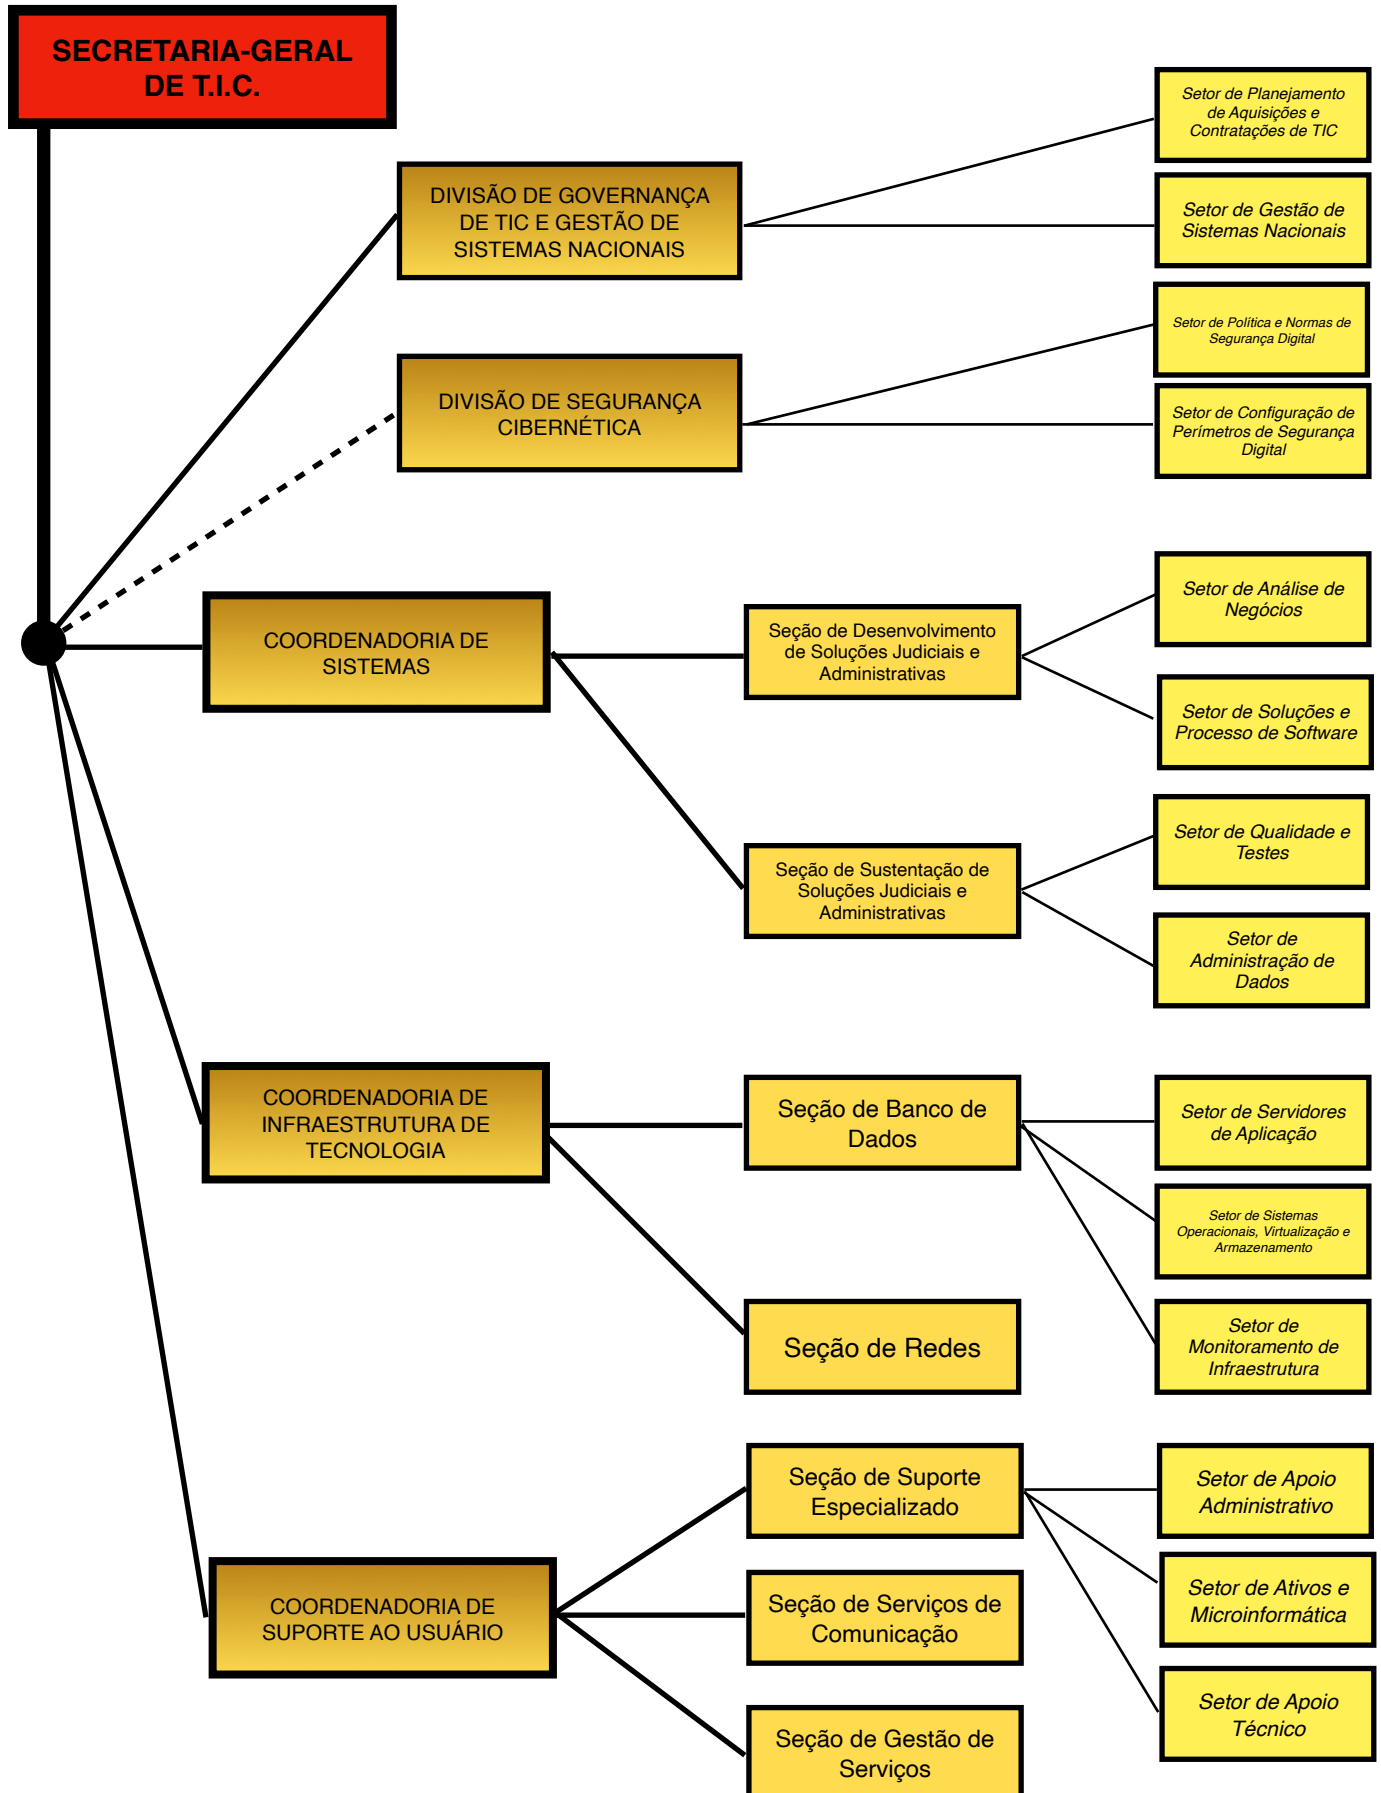 SECRETARIA-GERAL
DE T.I.C.
DIVISÃO DE GOVERNANÇA
DE TIC E GESTÃO DE
SISTEMAS NACIONAIS
Setor de Planejamento
de Aquisições e
Contratações de TIC
Setor de Gestão de
Sistemas Nacionais
DIVISÃO DE SEGURANÇA
CIBERNÉTICA
Setor de Política e Normas de
Segurança Digital
Setor de Configuração de
Perímetros de Segurança
Digital
COORDENADORIA DE
SISTEMAS
Seção de Desenvolvimento
de Soluções Judiciais e
Administrativas
Setor de Análise de
Negócios
Setor de Soluções e
Processo de Software
Seção de Sustentação de
Soluções Judiciais e
Administrativas
Setor de Qualidade e
Testes
Setor de
Administração de
Dados
COORDENADORIA DE
INFRAESTRUTURA DE
TECNOLOGIA
Seção de Banco de
Dados
Setor de Servidores
de Aplicação
Setor de Sistemas
Operacionais, Virtualização e
Armazenamento
Setor de
Monitoramento de
Infraestrutura
Seção de Redes
COORDENADORIA DE
SUPORTE AO USUÁRIO
Seção de Suporte
Especializado
Setor de Apoio
Administrativo
Setor de Ativos e
Microinformática
Setor de Apoio
Técnico
Seção de Serviços de
Comunicação
Seção de Gestão de
Serviços